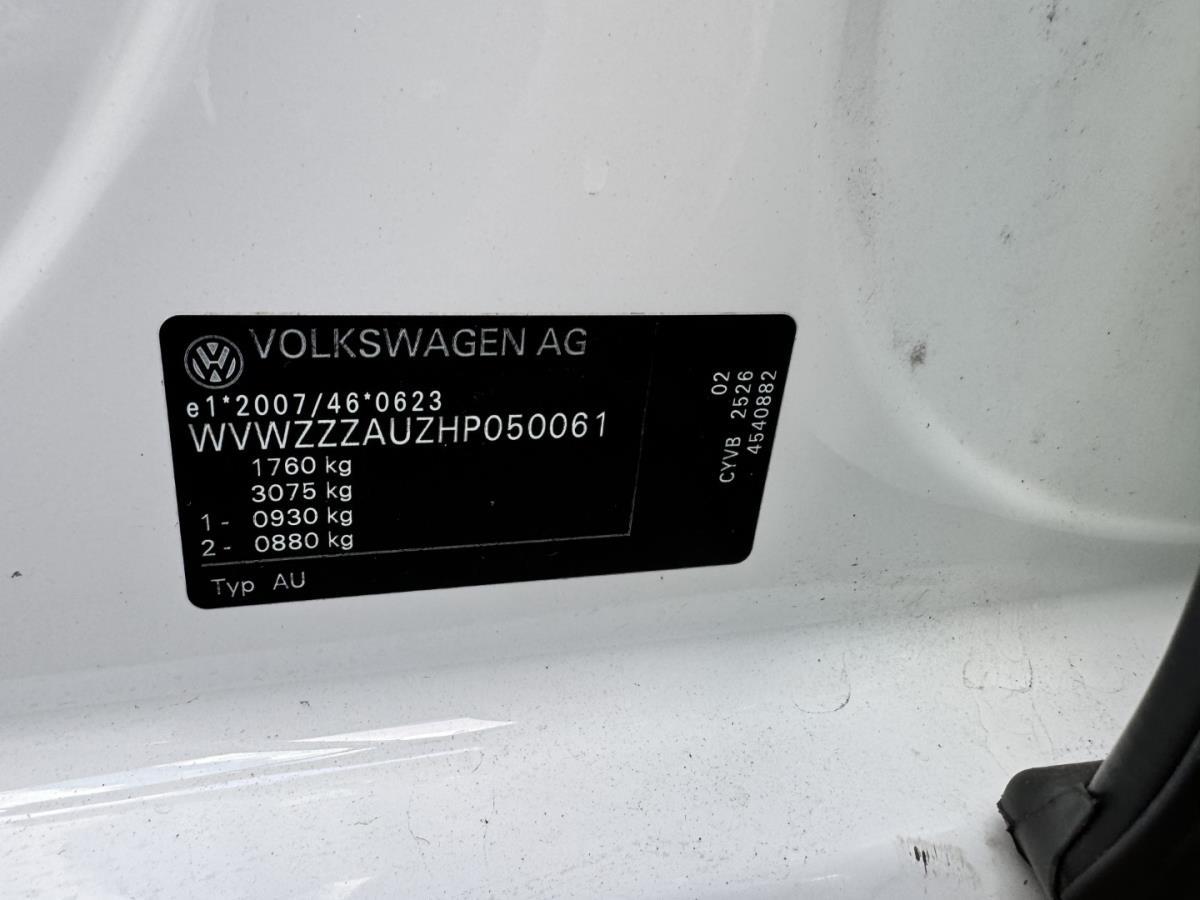 VOLKSWAGEN AG
e1*2007/46*0623
WVWZZZAUZHP050061
1760 kg
3075 kg
1 - 0930 kg
2 - 0880 kg
Typ AU
02
CYVB 2526
4540882